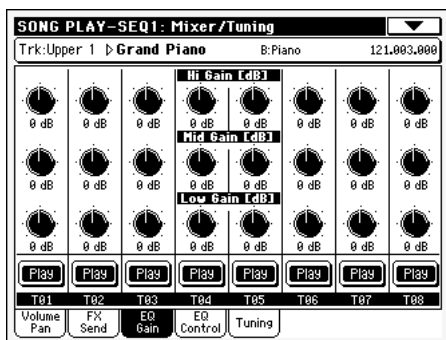 SONG PLAY-SEQ1: Mixer/Tuning
Trk:Upper 1 ▷Grand Piano B:Piano 121.003.000
Hi Gain [dB]
0 dB 0 dB 0 dB 0 dB 0 dB 0 dB 0 dB 0 dB
Mid Gain [dB]
0 dB 0 dB 0 dB 0 dB 0 dB 0 dB 0 dB 0 dB
Low Gain [dB]
0 dB 0 dB 0 dB 0 dB 0 dB 0 dB 0 dB 0 dB
Play Play Play Play Play Play Play Play
T01 T02 T03 T04 T05 T06 T07 T08
Volume Pan FX Send EQ Gain EQ Control Tuning